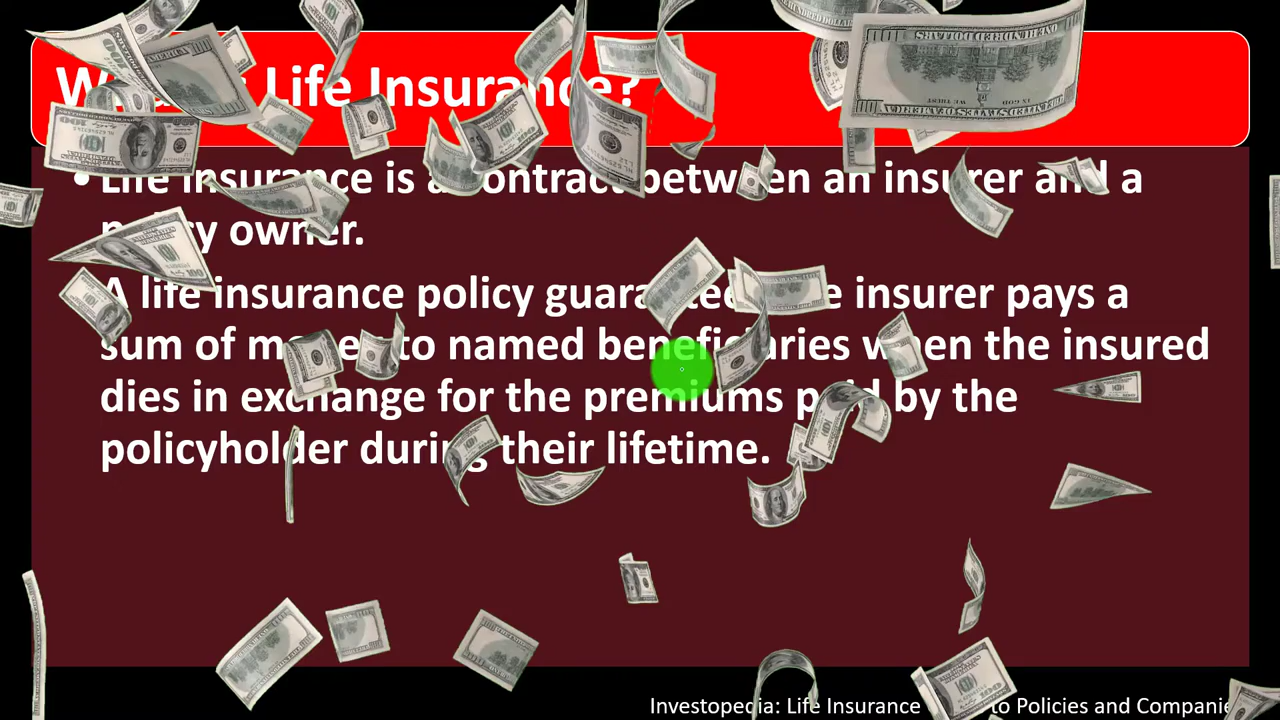 What is Life Insurance?
• Life insurance is a contract between an insurer and a
policy owner.
A life insurance policy guarantees the insurer pays a
sum of money to named beneficiaries when the insured
dies in exchange for the premiums paid by the
policyholder during their lifetime.
Investopedia: Life Insurance to Policies and Companie